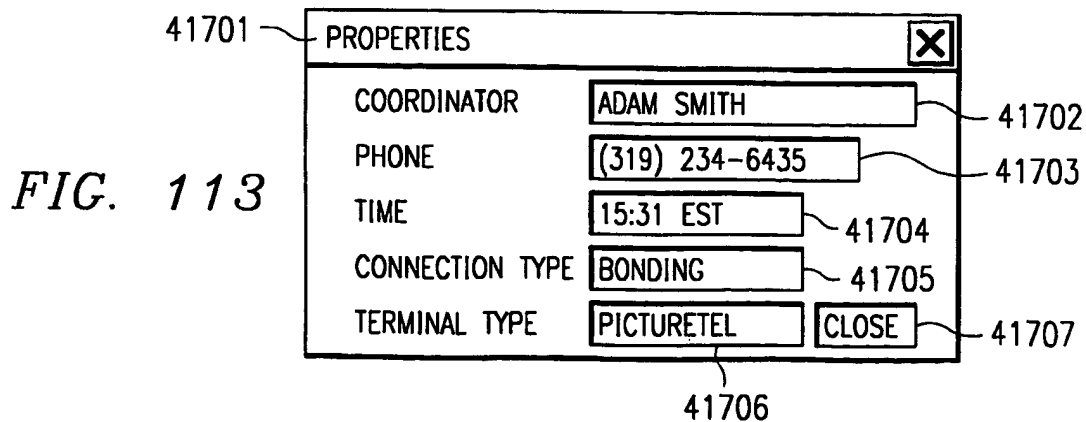 41701 PROPERTIES
COORDINATOR ADAM SMITH 41702
PHONE (319) 234-6435 41703
FIG. 113
TIME 15:31 EST 41704
CONNECTION TYPE BONDING 41705
TERMINAL TYPE PICTURETEL CLOSE 41707
41706